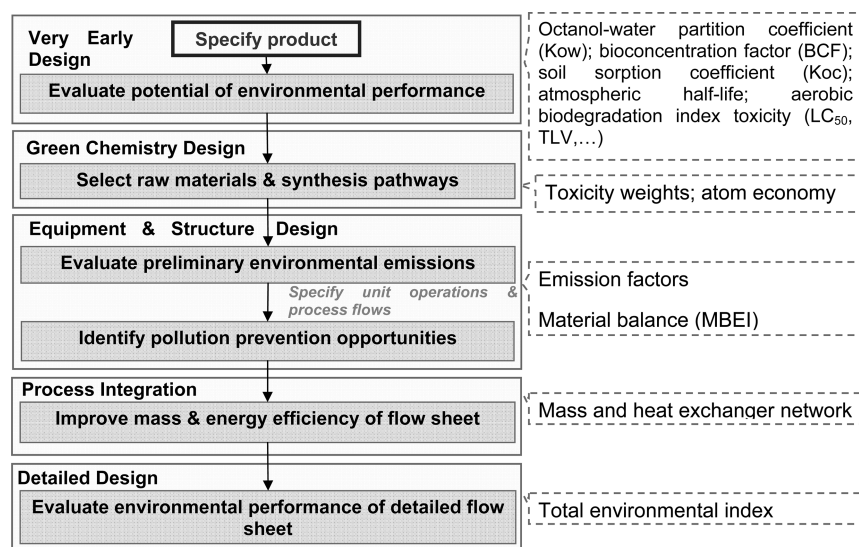 Very Early
Design
Specify product
Evaluate potential of environmental performance
Octanol-water partition coefficient
(Kow); bioconcentration factor (BCF);
soil sorption coefficient (Koc);
atmospheric half-life; aerobic
biodegradation index toxicity (LC50,
TLV,…)
Green Chemistry Design
Select raw materials & synthesis pathways
Toxicity weights; atom economy
Equipment & Structure Design
Evaluate preliminary environmental emissions
Specify unit operations &
process flows
Identify pollution prevention opportunities
Emission factors
Material balance (MBEI)
Process Integration
Improve mass & energy efficiency of flow sheet
Mass and heat exchanger network
Detailed Design
Evaluate environmental performance of detailed flow
sheet
Total environmental index